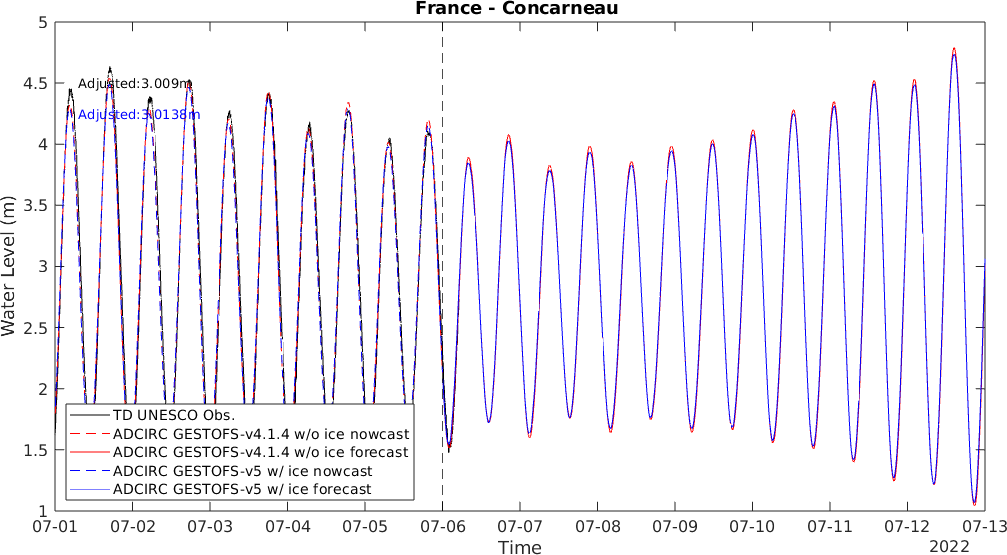 France - Concarneau
5
4.5
4
3.5
3
2.5
2
1.5
1
Water Level (m)
Adjusted:3.009m
Adjusted:3.0138m
TD UNESCO Obs.
ADCIRC GESTOFS-v4.1.4 w/o ice nowcast
ADCIRC GESTOFS-v4.1.4 w/o ice forecast
ADCIRC GESTOFS-v5 w/ ice nowcast
ADCIRC GESTOFS-v5 w/ ice forecast
07-01 07-02 07-03 07-04 07-05 07-06 07-07 07-08 07-09 07-10 07-11 07-12 07-13
Time
2022